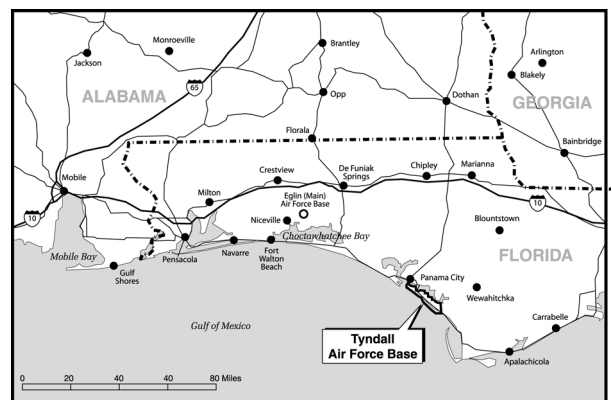 Monroeville
Jackson
Brantley
Arlington
Blakely
ALABAMA
65
Opp
Dothan
GEORGIA
Florala
Bainbridge
Mobile
Crestview
De Funiak
Springs
Chipley
Marianna
Milton
Eglin (Main)
Air Force Base
10
10
Niceville
Blountstown
Choctawhatchee Bay
Mobile Bay
Pensacola
Navarre
Fort
Walton
Beach
FLORIDA
Gulf
Shores
Panama City
Wewahitchka
Carrabelle
Gulf of Mexico
Tyndall
Air Force Base
Apalachicola
0 20 40 40 80 Miles